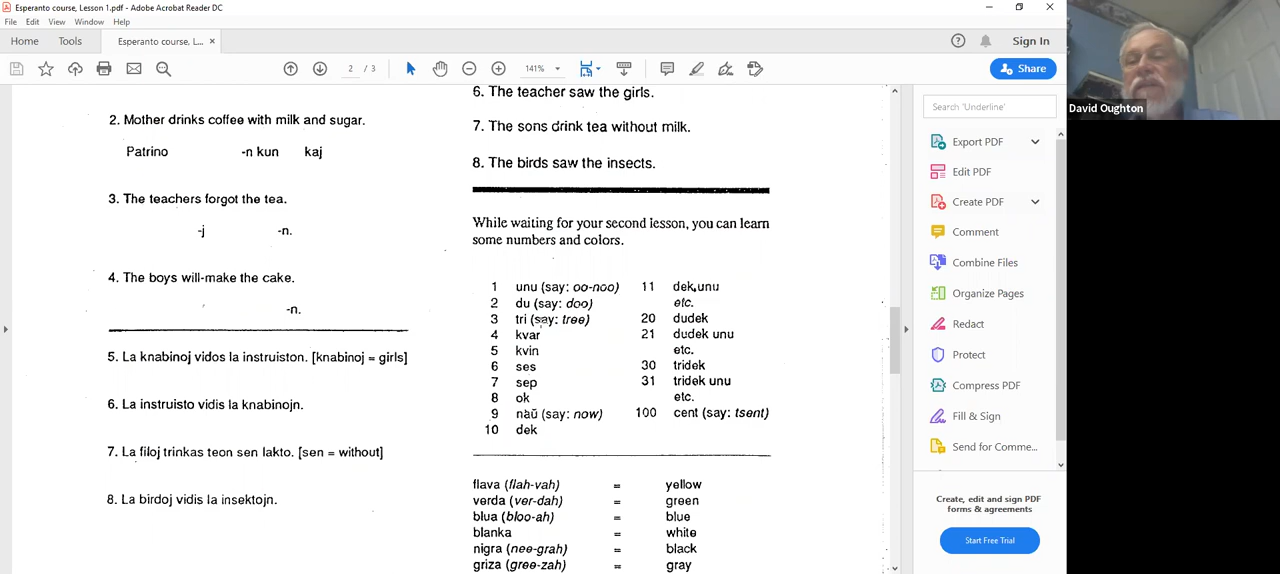 Esperanto course, Lesson 1.pdf - Adobe Acrobat Reader DC
File Edit View Window Help
Home Tools Esperanto course, L... × Sign In
2 / 3 141% Share
2. Mother drinks coffee with milk and sugar.
Patrino -n kun kaj
3. The teachers forgot the tea.
-j -n.
4. The boys will-make the cake.
-n.
5. La knabinoj vidos la instruiston. [knabinoj = girls]
6. La instruisto vidis la knabinojn.
7. La filoj trinkas teon sen lakto. [sen = without]
8. La birdoj vidis la insektojn.
6. The teacher saw the girls.
7. The sons drink tea without milk.
8. The birds saw the insects.
While waiting for your second lesson, you can learn
some numbers and colors.
1 unu (say: oo-noo) 11 dek unu
2 du (say: doo) etc.
3 tri (say: tree) 20 dudek
4 kvar 21 dudek unu
5 kvin etc.
6 ses 30 tridek
7 sep 31 tridek unu
8 ok etc.
9 naŭ (say: now) 100 cent (say: tsent)
10 dek
flava (flah-vah) = yellow
verda (ver-dah) = green
blua (bloo-ah) = blue
blanka = white
nigra (nee-grah) = black
griza (gree-zah) = gray
Search 'Underline'
Export PDF
Edit PDF
Create PDF
Comment
Combine Files
Organize Pages
Redact
Protect
Compress PDF
Fill & Sign
Send for Comme...
Create, edit and sign PDF
forms & agreements
Start Free Trial
David Oughton